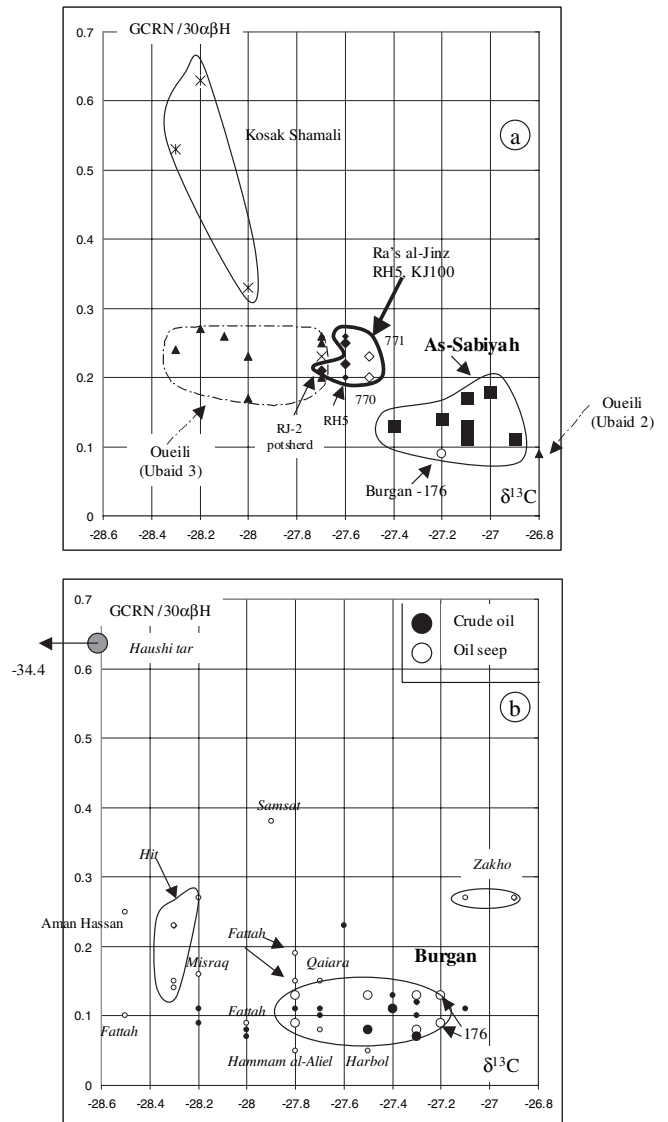 GCRN/30αβH
0.7
0.6
Kosak Shamali
a
0.5
0.4
Ra's al-Jinz
RH5, KJ100
0.3
771
As-Sabiyah
0.2
RJ-2
potsherd
RH5
770
Oueili
(Ubaid 3)
Oueili
(Ubaid 2)
0.1
Burgan -176
δ¹³C
0
-28.6 -28.4 -28.2 -28 -27.8 -27.6 -27.4 -27.2 -27 -26.8
0.7
GCRN/30αβH
Crude oil
Oil seep
-34.4
Haushi tar
0.6
b
0.5
0.4
Samsat
Hit
Zakho
0.3
Aman Hassan
Fattah
Burgan
0.2
Misraq
Qaiara
0.1
Fattah
Fattah
176
Hammam al-Aliel
Harbol
δ¹³C
0
-28.6 -28.4 -28.2 -28 -27.8 -27.6 -27.4 -27.2 -27 -26.8